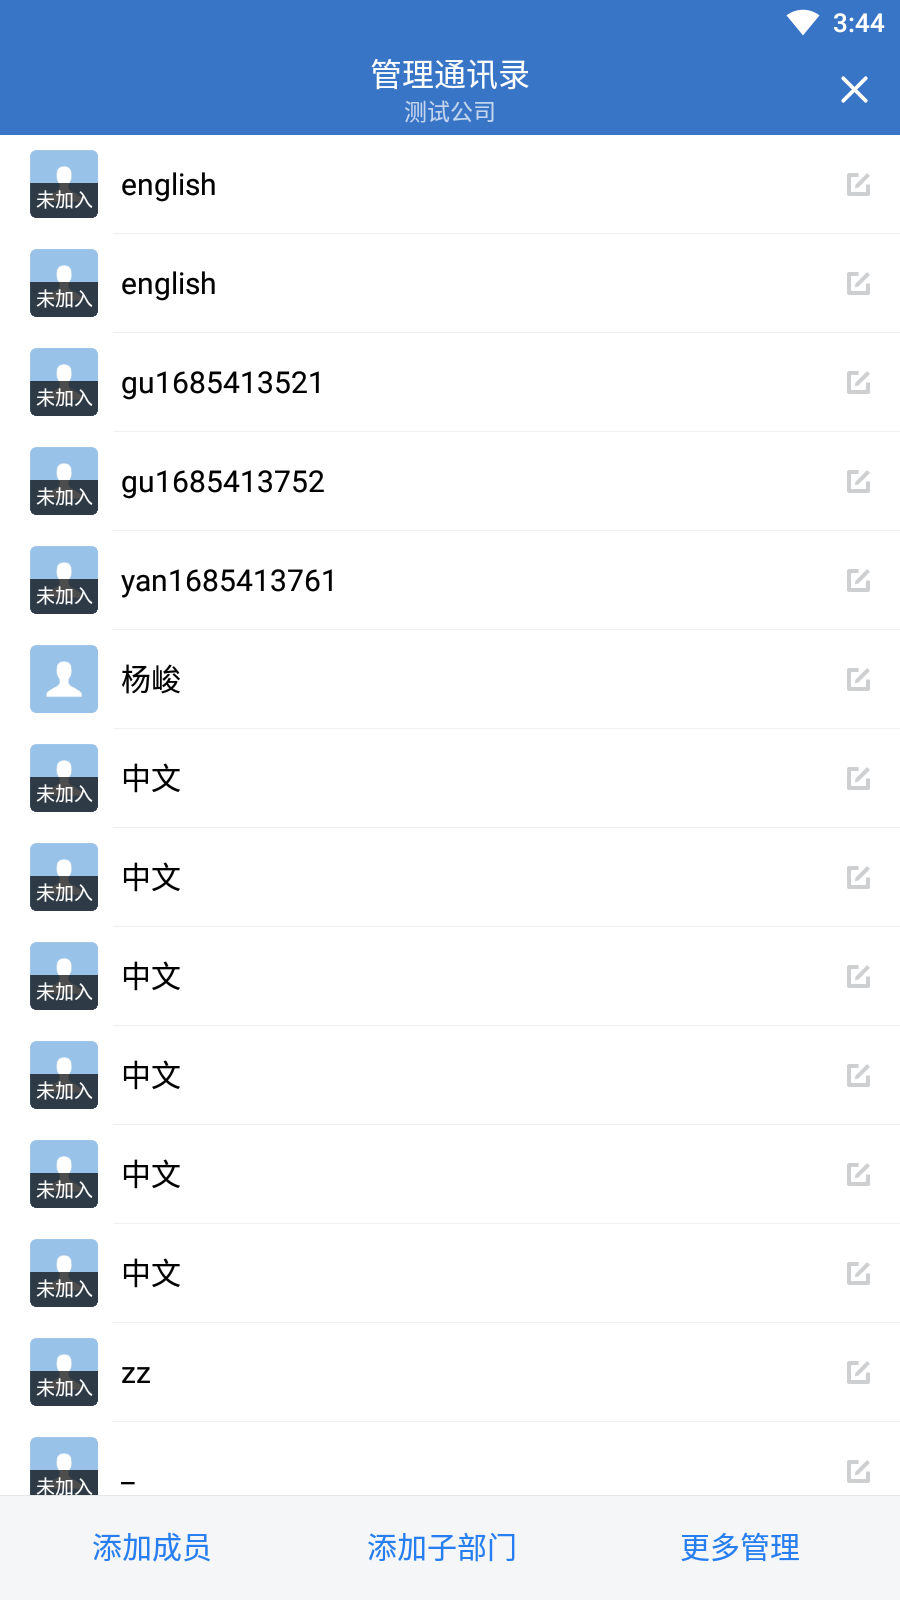 3:44
管理通讯录
测试公司
未加入 english
未加入 english
未加入 gu1685413521
未加入 gu1685413752
未加入 yan1685413761
杨峻
未加入 中文
未加入 中文
未加入 中文
未加入 中文
未加入 中文
未加入 中文
未加入 zz
未加入 _
添加成员 添加子部门 更多管理